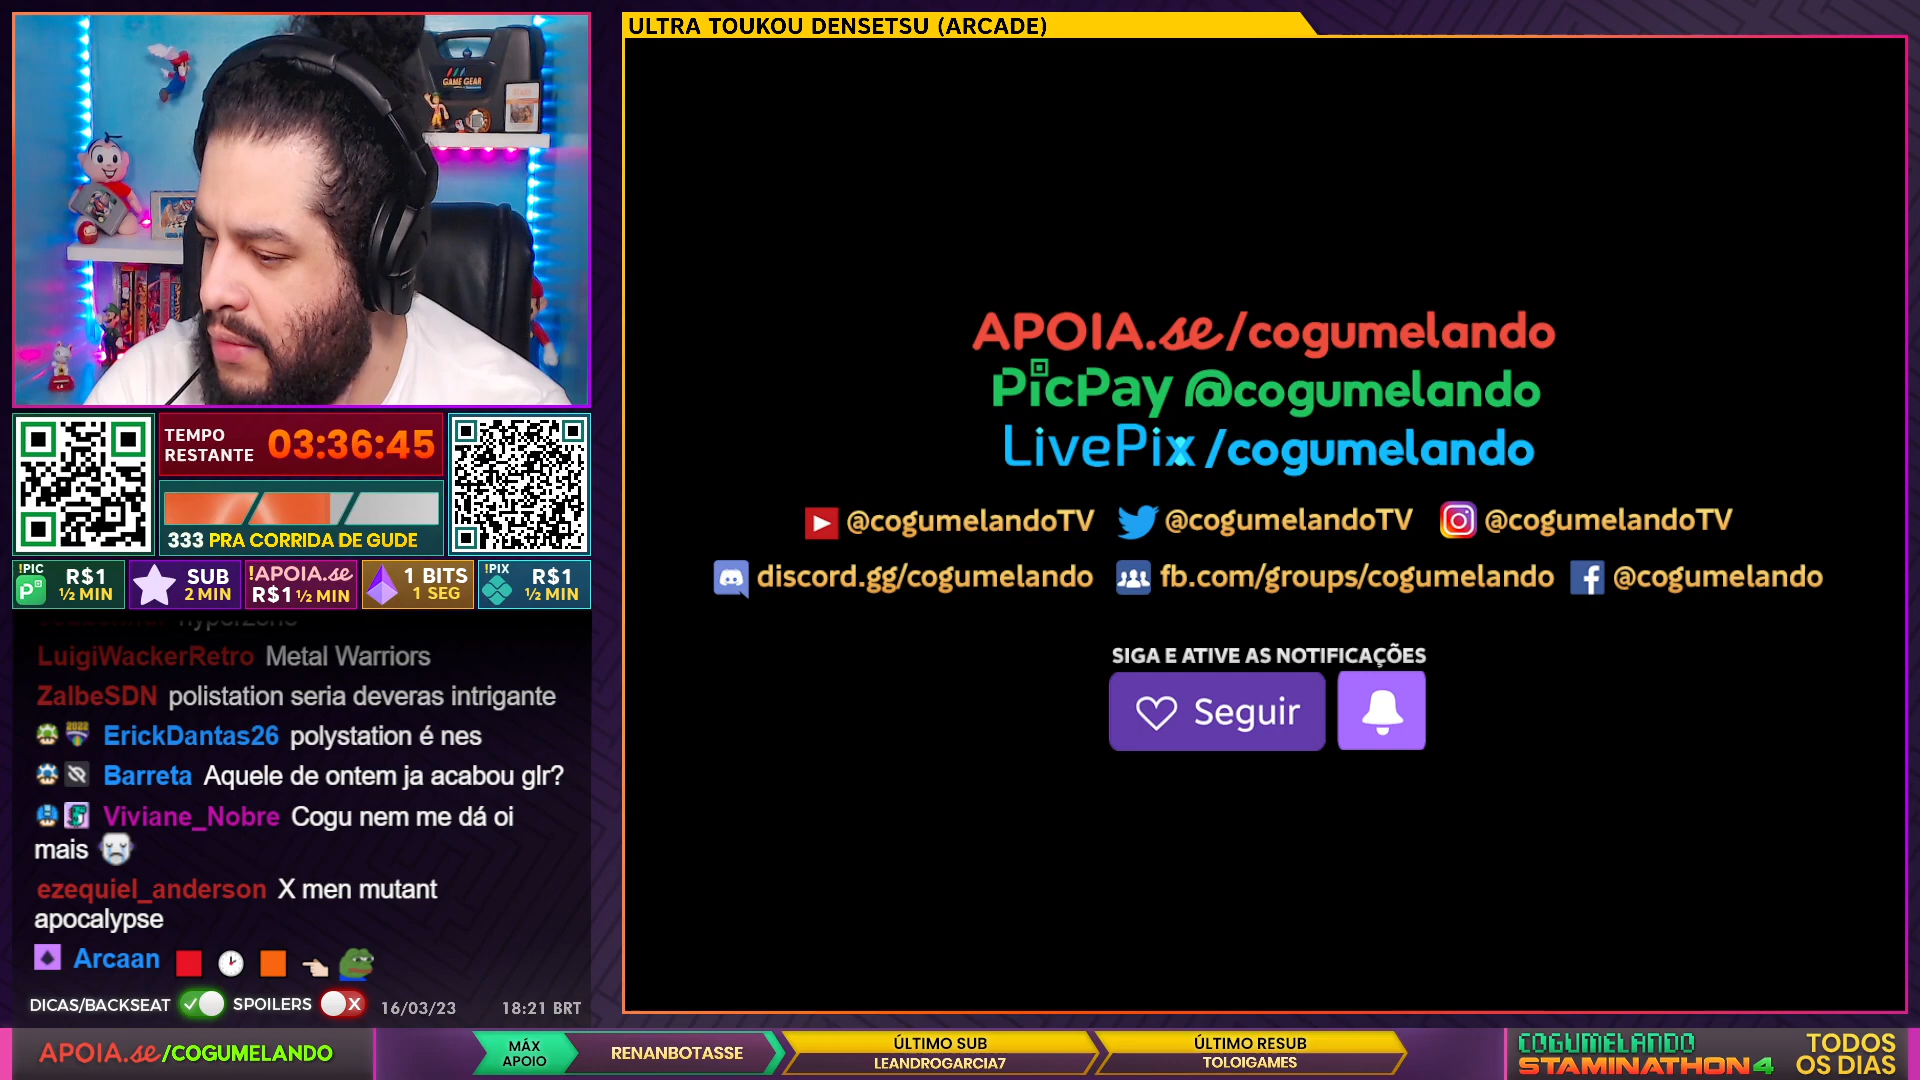 ULTRA TOUKOU DENSETSU (ARCADE)
GAME GEAR
APOIA.se/cogumelando
PicPay @cogumelando
LivePix/cogumelando
@cogumelandoTV @cogumelandoTV @cogumelandoTV
discord.gg/cogumelando fb.com/groups/cogumelando @cogumelando
SIGA E ATIVE AS NOTIFICAÇÕES
Seguir
TEMPO
RESTANTE
03:36:45
333 PRA CORRIDA DE GUDE
!PIC
R$1
½ MIN
SUB
2 MIN
!APOIA.se
R$1 ½ MIN
1 BITS
1 SEG
!PIX
R$1
½ MIN
hyperzone
LuigiWackerRetro Metal Warriors
ZalbeSDN polistation seria deveras intrigante
2022
ErickDantas26 polystation é nes
Barreta Aquele de ontem ja acabou glr?
Viviane_Nobre Cogu nem me dá oi
mais
ezequiel_anderson X men mutant
apocalypse
Arcaan
DICAS/BACKSEAT SPOILERS X 16/03/23 18:21 BRT
APOIA.se/COGUMELANDO
MÁX
APOIO
RENANBOTASSE
ÚLTIMO SUB
LEANDROGARCIA7
ÚLTIMO RESUB
TOLOIGAMES
COGUMELANDO
STAMINATHON 4
TODOS
OS DIAS